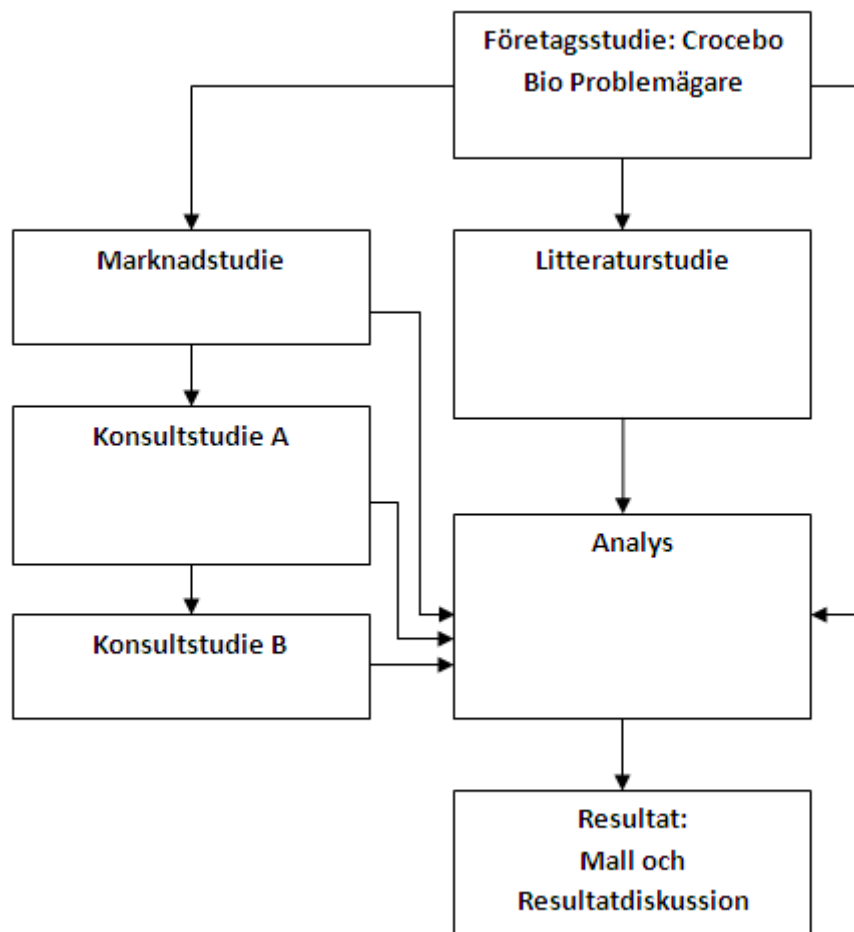 Företagsstudie: Crocebo
Bio Problemägare
Marknadstudie
Litteraturstudie
Konsultstudie A
Analys
Konsultstudie B
Resultat:
Mall och
Resultatdiskussion